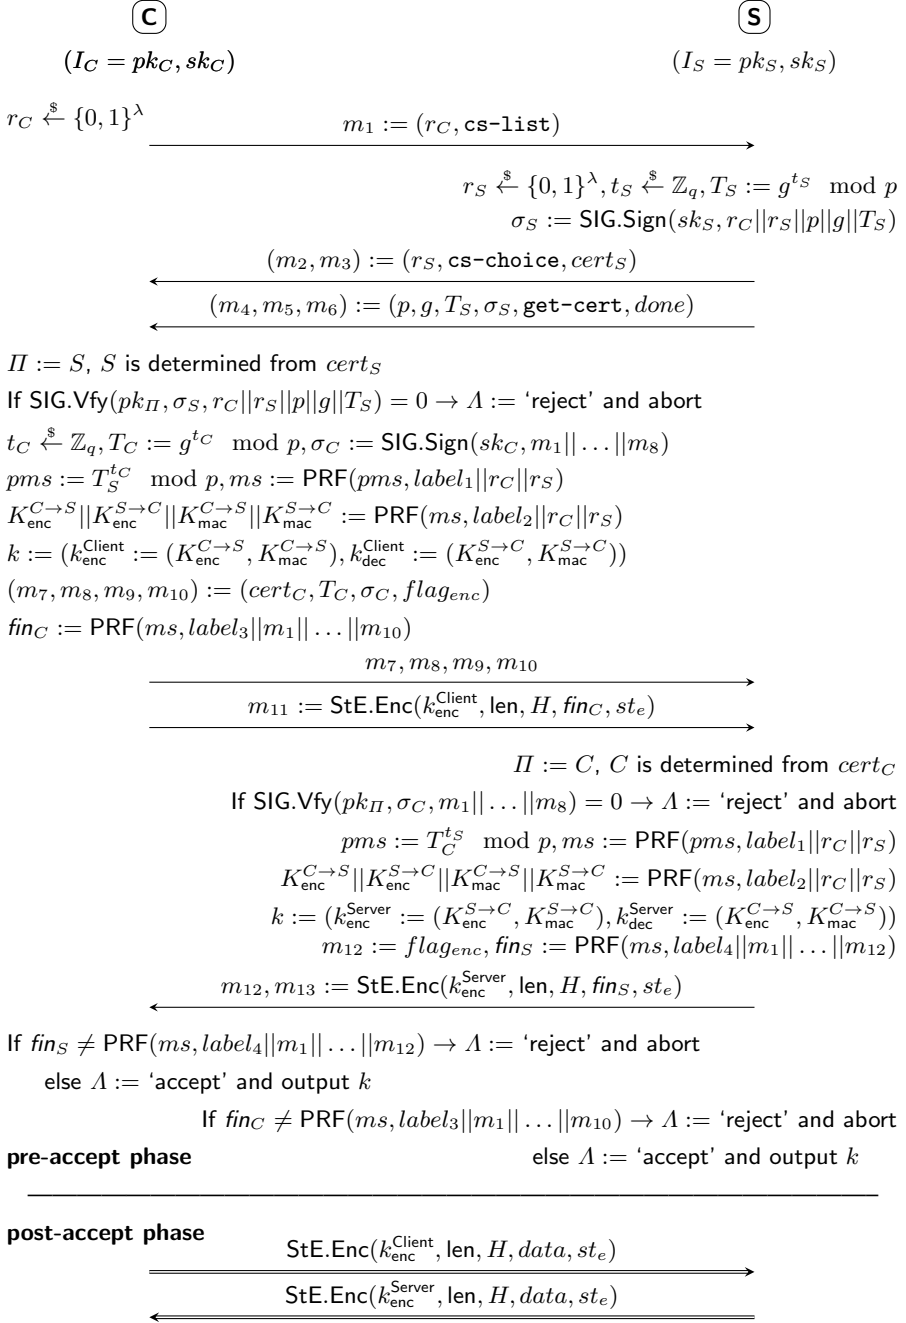 C S
(I_C = pk_C, sk_C) (I_S = pk_S, sk_S)
r_C ←$ {0, 1}^λ
m_1 := (r_C, cs-list)
r_S ←$ {0, 1}^λ, t_S ←$ ℤ_q, T_S := g^{t_S} mod p
σ_S := SIG.Sign(sk_S, r_C||r_S||p||g||T_S)
(m_2, m_3) := (r_S, cs-choice, cert_S)
(m_4, m_5, m_6) := (p, g, T_S, σ_S, get-cert, done)
Π := S, S is determined from cert_S
If SIG.Vfy(pk_Π, σ_S, r_C||r_S||p||g||T_S) = 0 → Λ := ‘reject’ and abort
t_C ←$ ℤ_q, T_C := g^{t_C} mod p, σ_C := SIG.Sign(sk_C, m_1||...||m_8)
pms := T_S^{t_C} mod p, ms := PRF(pms, label_1||r_C||r_S)
K_enc^{C→S}||K_enc^{S→C}||K_mac^{C→S}||K_mac^{S→C} := PRF(ms, label_2||r_C||r_S)
k := (k_enc^{Client} := (K_enc^{C→S}, K_mac^{C→S}), k_dec^{Client} := (K_enc^{S→C}, K_mac^{S→C}))
(m_7, m_8, m_9, m_10) := (cert_C, T_C, σ_C, flag_enc)
fin_C := PRF(ms, label_3||m_1||...||m_10)
m_7, m_8, m_9, m_10
m_11 := StE.Enc(k_enc^{Client}, len, H, fin_C, st_e)
Π := C, C is determined from cert_C
If SIG.Vfy(pk_Π, σ_C, m_1||...||m_8) = 0 → Λ := ‘reject’ and abort
pms := T_C^{t_S} mod p, ms := PRF(pms, label_1||r_C||r_S)
K_enc^{C→S}||K_enc^{S→C}||K_mac^{C→S}||K_mac^{S→C} := PRF(ms, label_2||r_C||r_S)
k := (k_enc^{Server} := (K_enc^{S→C}, K_mac^{S→C}), k_dec^{Server} := (K_enc^{C→S}, K_mac^{C→S}))
m_12 := flag_enc, fin_S := PRF(ms, label_4||m_1||...||m_12)
m_12, m_13 := StE.Enc(k_enc^{Server}, len, H, fin_S, st_e)
If fin_S ≠ PRF(ms, label_4||m_1||...||m_12) → Λ := ‘reject’ and abort
else Λ := ‘accept’ and output k
If fin_C ≠ PRF(ms, label_3||m_1||...||m_10) → Λ := ‘reject’ and abort
pre-accept phase else Λ := ‘accept’ and output k
post-accept phase
StE.Enc(k_enc^{Client}, len, H, data, st_e)
StE.Enc(k_enc^{Server}, len, H, data, st_e)